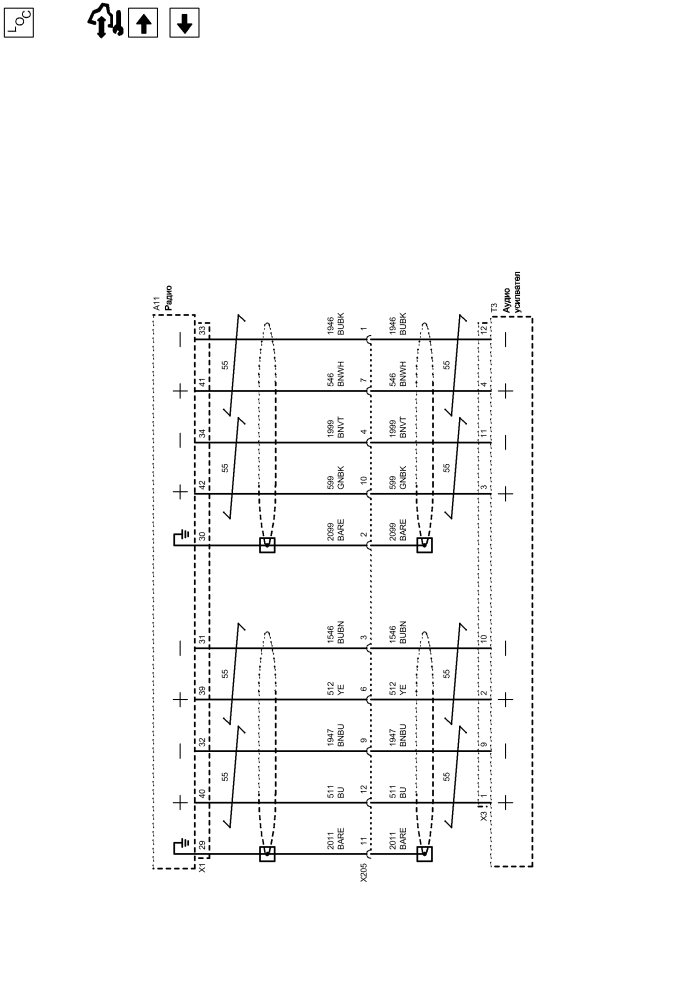 LOC
A11
Радио
T3
Аудио
усилвател
33
55
1946
BUBK
1
1946
BUBK
55
12
41
546
BNWH
7
546
BNWH
4
34
55
1999
BNVT
4
1999
BNVT
55
11
42
599
GNBK
10
599
GNBK
3
30
2099
BARE
2
2099
BARE
31
55
1546
BUBN
3
1546
BUBN
55
10
39
512
YE
6
512
YE
2
32
55
1947
BNBU
9
1947
BNBU
55
9
40
511
BU
12
511
BU
1
29
2011
BARE
11
2011
BARE
X1
X205
X3